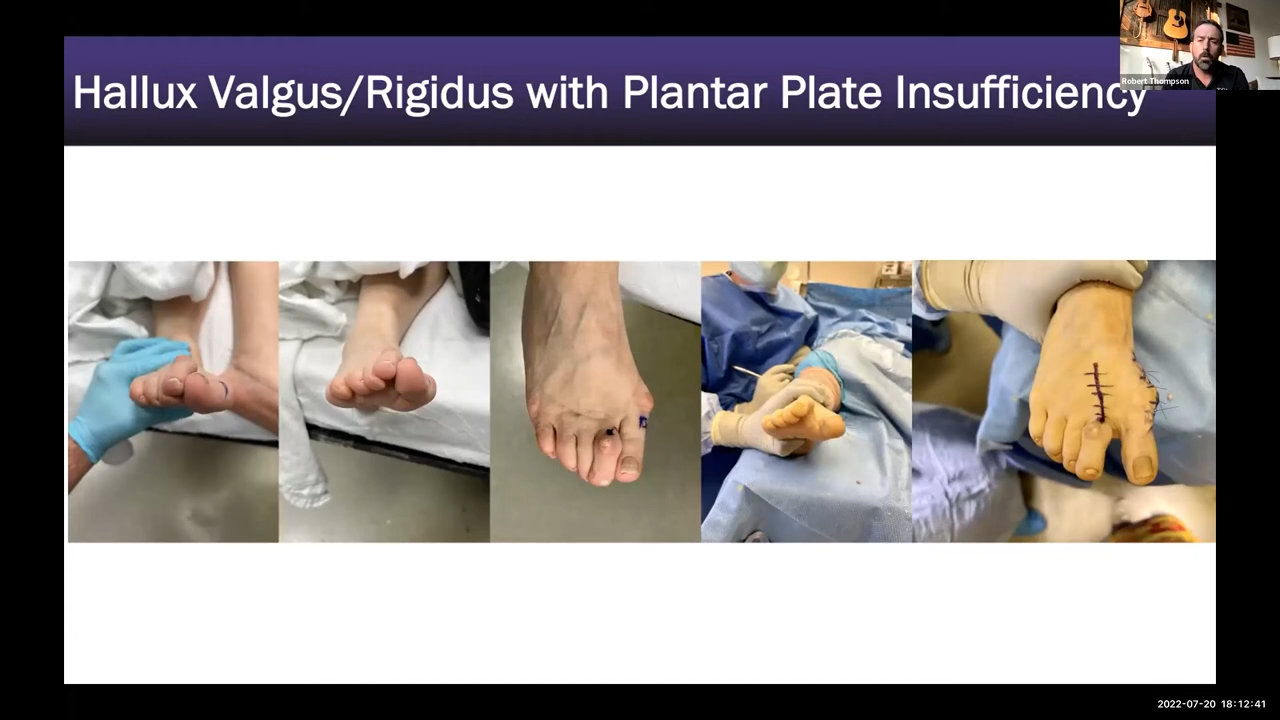 Hallux Valgus/Rigidus with Plantar Plate Insufficiency
Robert Thompson
2022-07-20 18:12:41